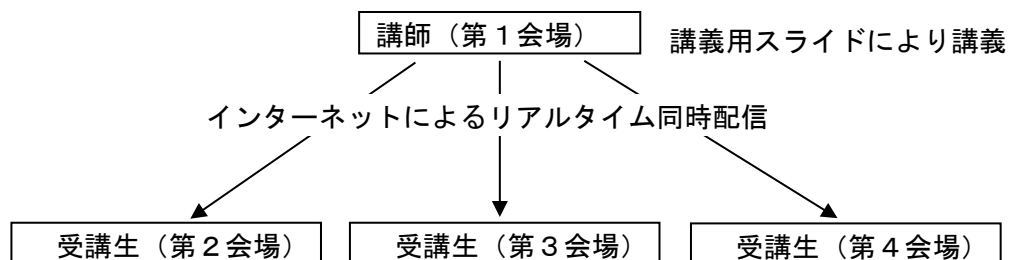 講師（第１会場）
講義用スライドにより講義
インターネットによるリアルタイム同時配信
受講生（第２会場）
受講生（第３会場）
受講生（第４会場）